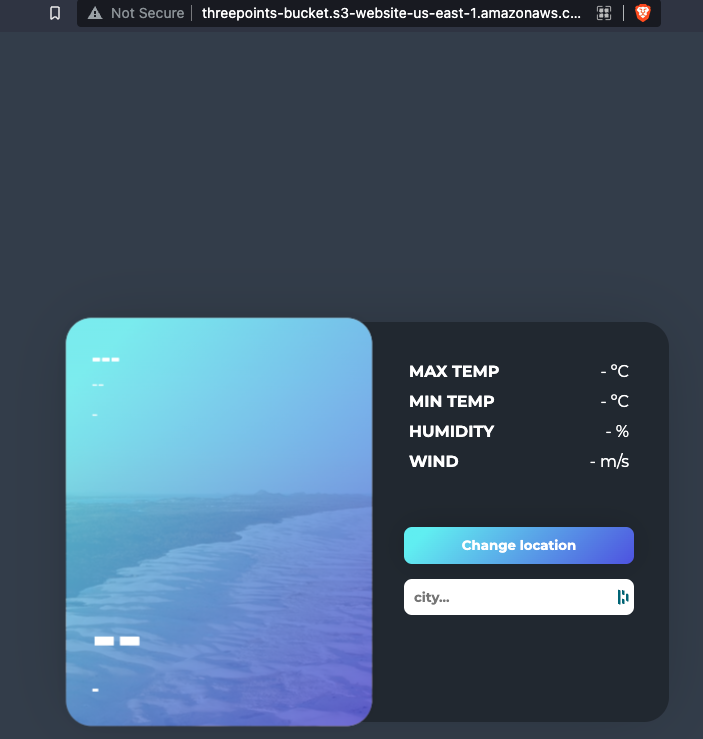 Not Secure threepoints-bucket.s3-website-us-east-1.amazonaws.c...
---
--
-
MAX TEMP - °C
MIN TEMP - °C
HUMIDITY - %
WIND - m/s
Change location
city...
-- 
-